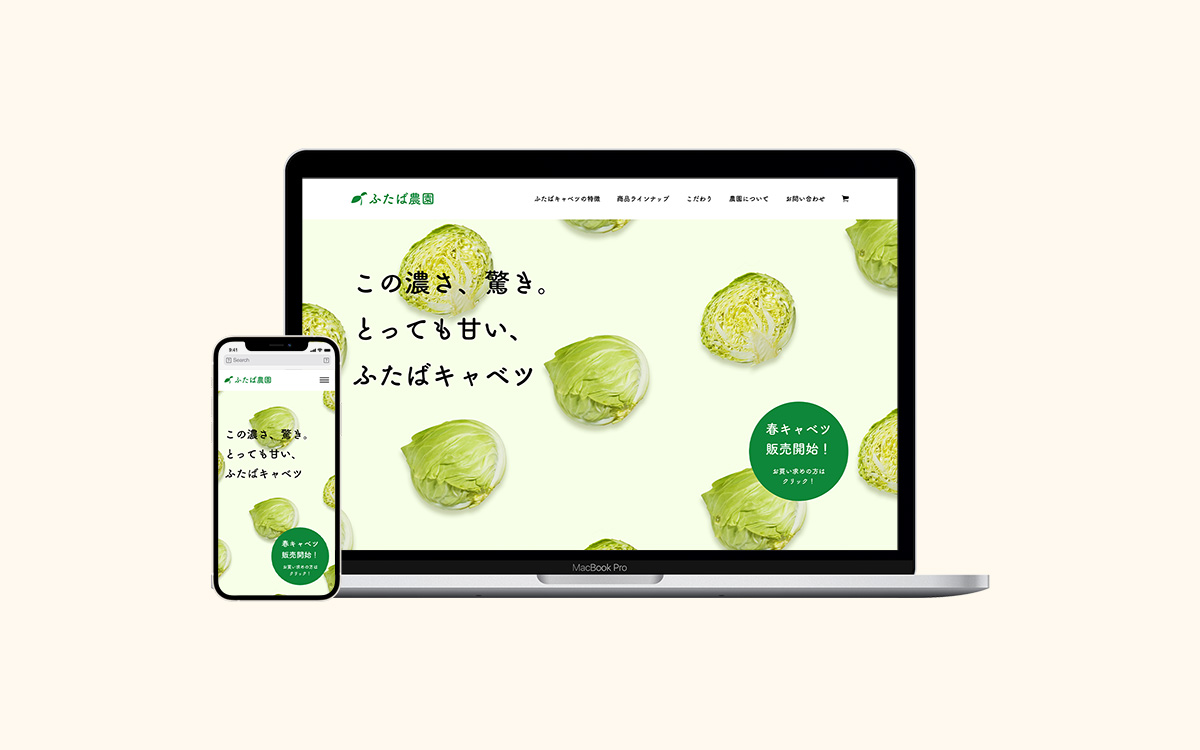 ふたば農園
ふたばキャベツの特徴 商品ラインナップ こだわり 農園について お問い合わせ
この濃さ、驚き。
とっても甘い、
ふたばキャベツ
春キャベツ
販売開始！
お買い求めの方は
クリック！
MacBook Pro
9:41
Search
ふたば農園
この濃さ、驚き。
とっても甘い、
ふたばキャベツ
春キャベツ
販売開始！
お買い求めの方は
クリック！